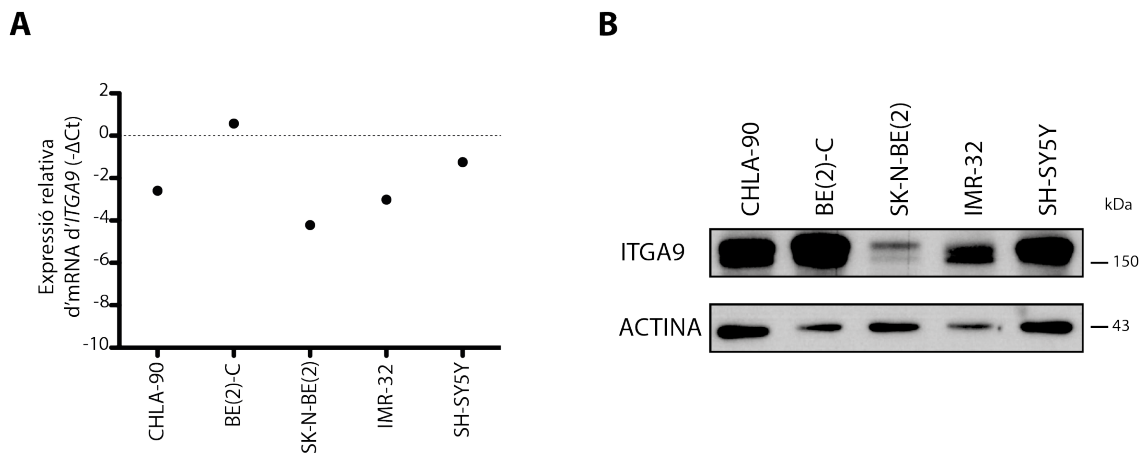 A
Expressió relativa
d'mRNA d'ITGA9 (-ΔCt)
2
0
-2
-4
-6
-8
-10
CHLA-90
BE(2)-C
SK-N-BE(2)
IMR-32
SH-SY5Y
B
CHLA-90
BE(2)-C
SK-N-BE(2)
IMR-32
SH-SY5Y
kDa
ITGA9
150
ACTINA
43